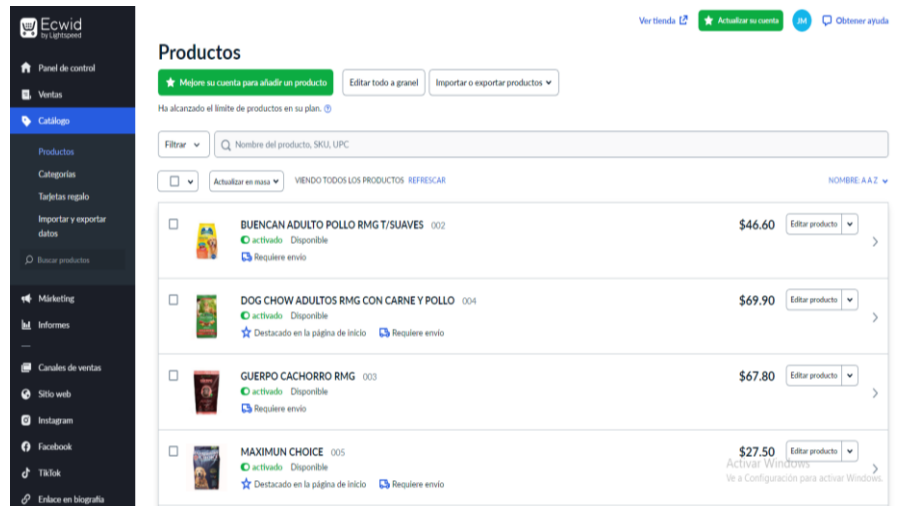 Ecwid
by Lightspeed
Ver tienda
Actualizar su cuenta
JM
Obtener ayuda
Panel de control
Ventas
Catálogo
Productos
Categorías
Tarjetas regalo
Importar y exportar
datos
Buscar productos
Márketing
Informes
Canales de ventas
Sitio web
Instagram
Facebook
TikTok
Enlace en biografía
Productos
Mejore su cuenta para añadir un producto
Editar todo a granel
Importar o exportar productos
Ha alcanzado el límite de productos en su plan.
Filtrar
Nombre del producto, SKU, UPC
Actualizar en masa
VIENDO TODOS LOS PRODUCTOS REFRESCAR
NOMBRE: A A Z
BUENCAN ADULTO POLLO RMG T/SUAVES 002
$46.60
Editar producto
activado Disponible
Requiere envío
DOG CHOW ADULTOS RMG CON CARNE Y POLLO 004
$69.90
Editar producto
activado Disponible
Destacado en la página de inicio Requiere envío
GUERPO CACHORRO RMG 003
$67.80
Editar producto
activado Disponible
Requiere envío
MAXIMUN CHOICE 005
$27.50
Editar producto
activado Disponible
Destacado en la página de inicio Requiere envío
Activar Windows
Ve a Configuración para activar Windows.